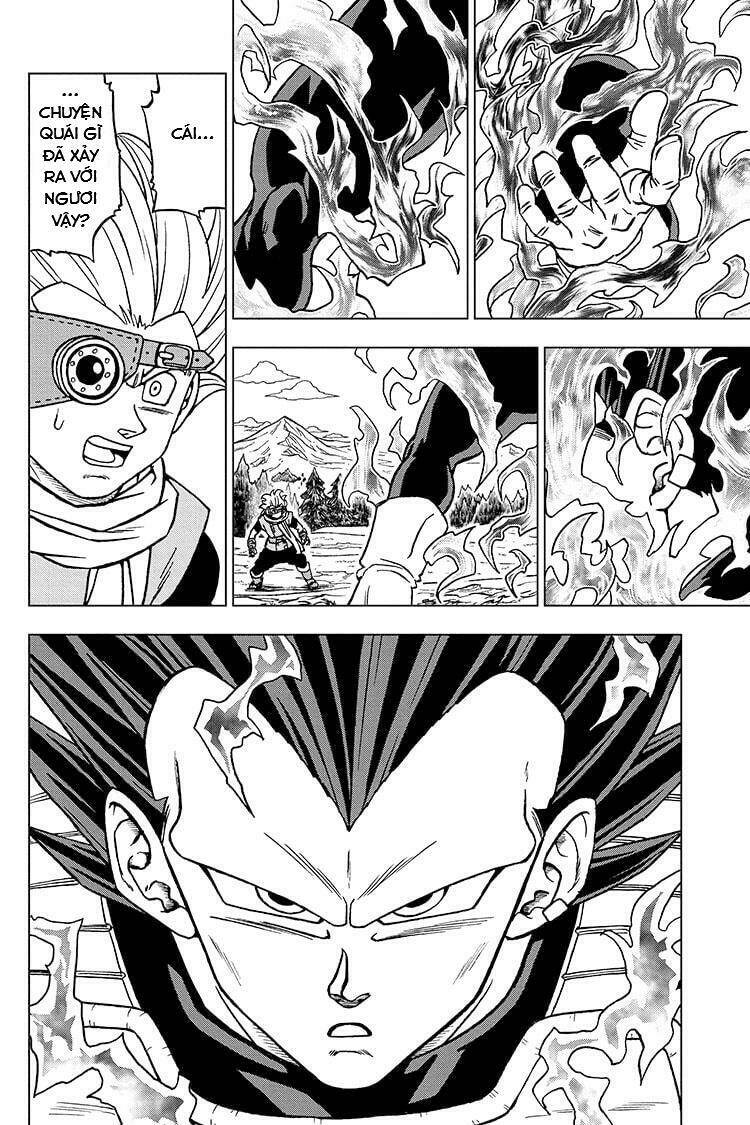 CÁI...
...
CHUYỆN
QUÁI GÌ
ĐÃ XẢY
RA VỚI
NGƯƠI
VẬY?